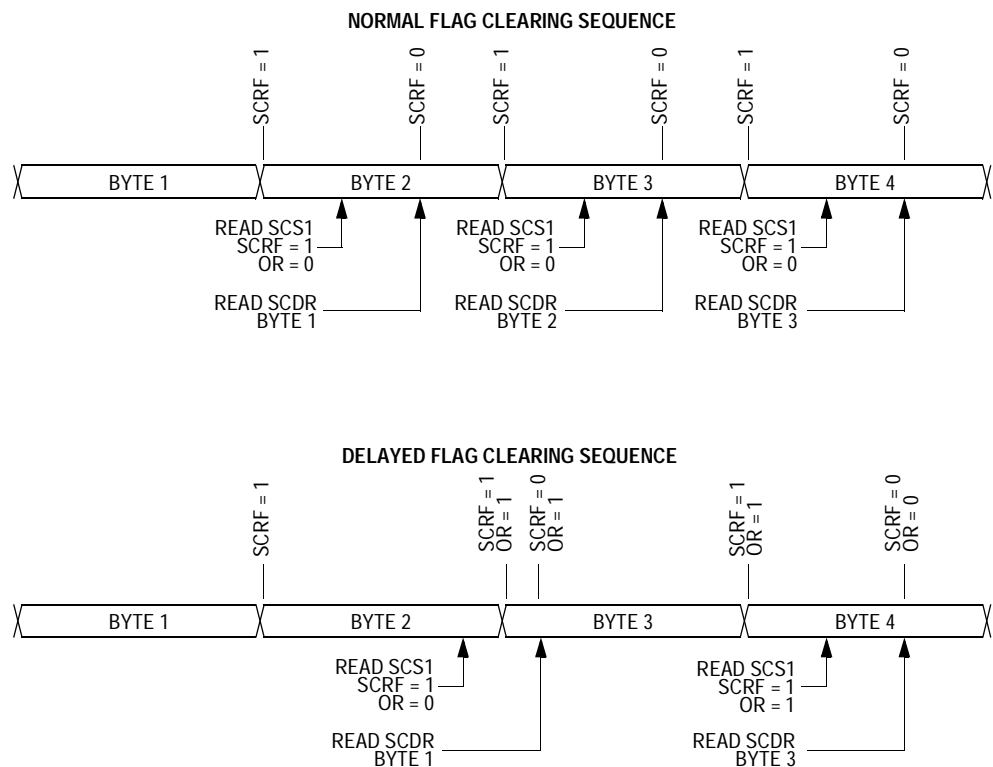 NORMAL FLAG CLEARING SEQUENCE
SCRF = 1
SCRF = 0
SCRF = 1
SCRF = 0
SCRF = 1
SCRF = 0
BYTE 1
BYTE 2
BYTE 3
BYTE 4
READ SCS1
SCRF = 1
OR = 0
READ SCS1
SCRF = 1
OR = 0
READ SCS1
SCRF = 1
OR = 0
READ SCDR
BYTE 1
READ SCDR
BYTE 2
READ SCDR
BYTE 3
DELAYED FLAG CLEARING SEQUENCE
SCRF = 1
SCRF = 1
OR = 1
SCRF = 0
OR = 1
SCRF = 1
OR = 1
SCRF = 0
OR = 0
BYTE 1
BYTE 2
BYTE 3
BYTE 4
READ SCS1
SCRF = 1
OR = 0
READ SCS1
SCRF = 1
OR = 1
READ SCDR
BYTE 1
READ SCDR
BYTE 3